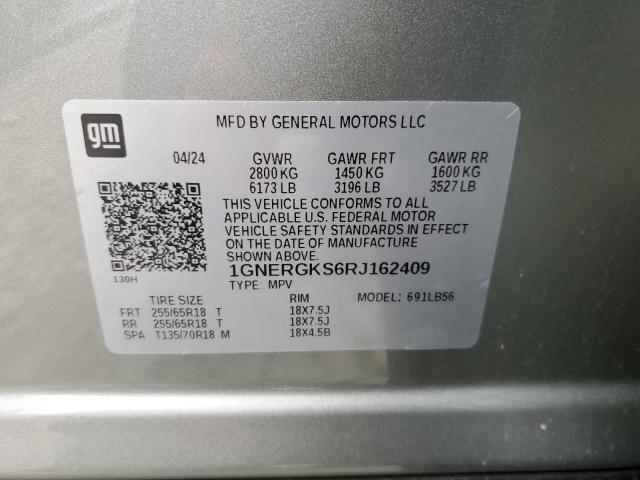 gm
MFD BY GENERAL MOTORS LLC
04/24 GVWR GAWR FRT GAWR RR
2800 KG 1450 KG 1600 KG
6173 LB 3196 LB 3527 LB
THIS VEHICLE CONFORMS TO ALL
APPLICABLE U.S. FEDERAL MOTOR
VEHICLE SAFETY STANDARDS IN EFFECT
ON THE DATE OF MANUFACTURE
SHOWN ABOVE.
130H
1GNERGKS6RJ162409
TYPE: MPV
TIRE SIZE RIM MODEL: 691LB56
FRT 255/65R18 T 18X7.5J
RR 255/65R18 T 18X7.5J
SPA T135/70R18 M 18X4.5B